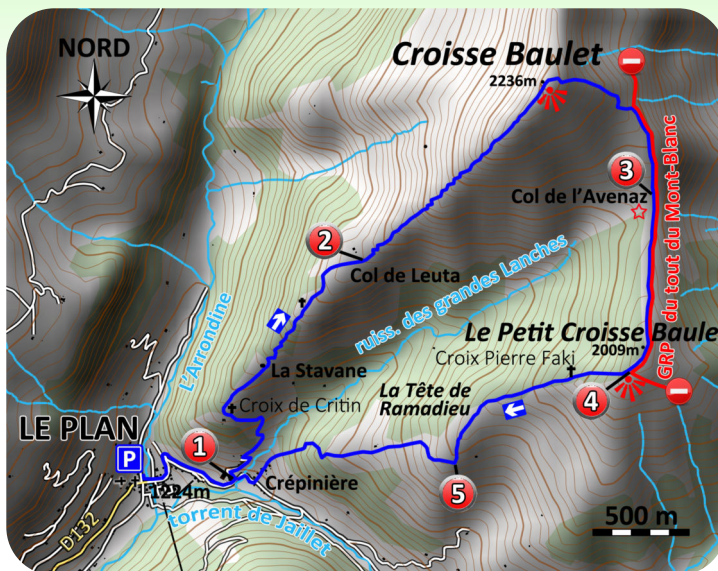 NORD
Croisse Baulet
2236m
GRP du tout du Mont-Blanc
3
Col de l'Avenaz
2
Col de Leuta
ruiss. des grandes Lanches
L'Arrondine
Le Petit Croisse Baule
2009m
La Stavane
Croix Pierre Faki
La Tête de
Ramadieu
Croix de Critin
4
LE PLAN
P
1
1224m
Crépinière
5
torrent de Jaillet
D132
500 m